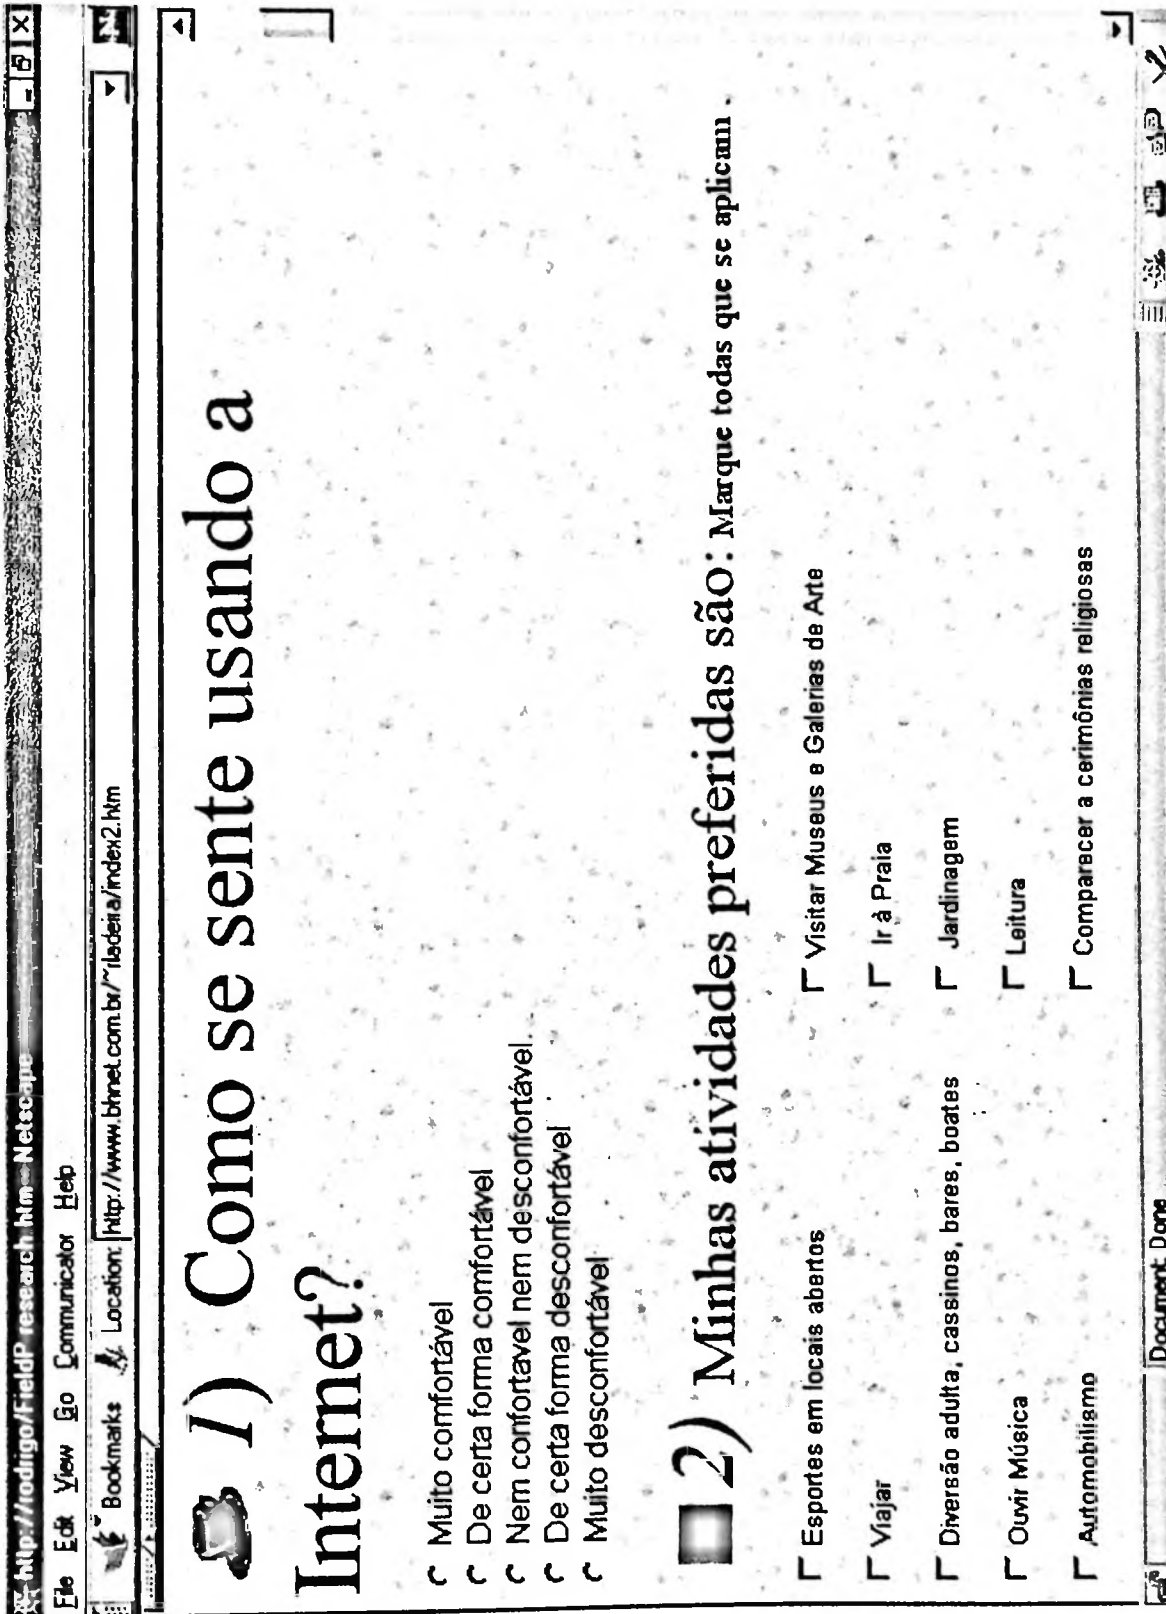 http://rodrigo/FieldP research.htm - Netscape
File Edit View Go Communicator Help
Bookmarks Location: http://www.bhnet.com.br/~rladeira/index2.htm
1) Como se sente usando a
Internet?
Muito comfortável
De certa forma comfortável
Nem confortavel nem desconfortável.
De certa forma desconfortável
Muito desconfortável
2) Minhas atividades preferidas são: Marque todas que se aplicam.
Esportes em locais abertos Visitar Museus e Galerias de Arte
Viajar Ir à Praia
Diversão adulta, cassinos, bares, boates Jardinagem
Ouvir Música Leitura
Automobilismo Comparecer a cerimônias religiosas
Document: Done